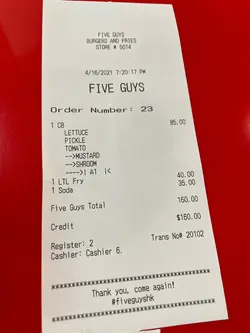 FIVE GUYS
BURGERS AND FRIES
STORE # 5014
4/16/2021 7:20:17 PM
FIVE GUYS
Order Number: 23
1 CB 85.00
LETTUCE
PICKLE
TOMATO
-->MUSTARD
-->SHROOM
---->| A1 |<
1 LTL Fry 40.00
1 Soda 35.00
Five Guys Total 160.00
Credit $160.00
Trans No# 20102
Register: 2
Cashier: Cashier 6.
Thank you, come again!
#fiveguyshk